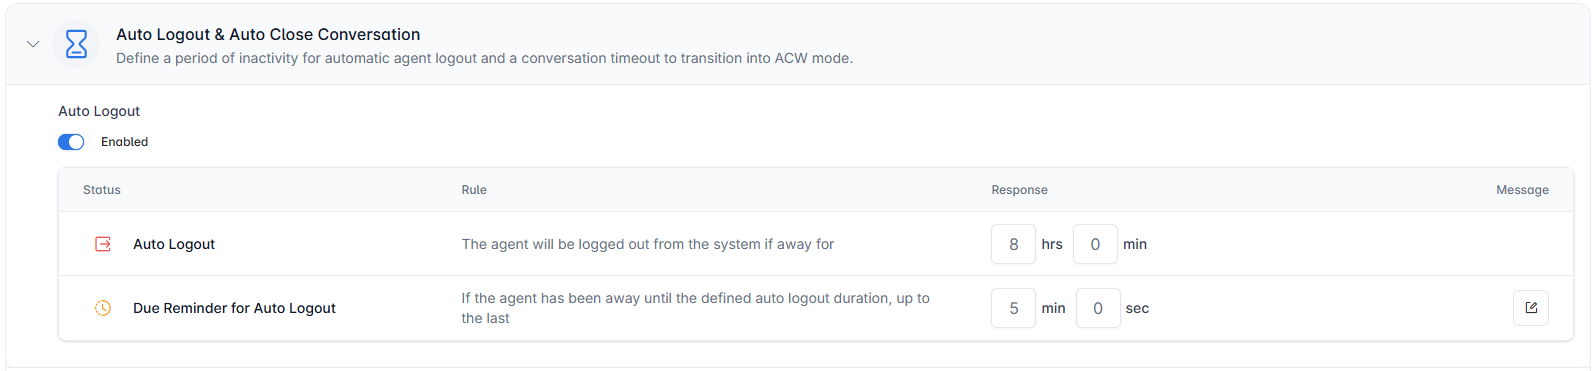 Auto Logout & Auto Close Conversation
Define a period of inactivity for automatic agent logout and a conversation timeout to transition into ACW mode.
Auto Logout
Enabled
Status Rule Response Message
Auto Logout The agent will be logged out from the system if away for 8 hrs 0 min
Due Reminder for Auto Logout If the agent has been away until the defined auto logout duration, up to
the last 5 min 0 sec